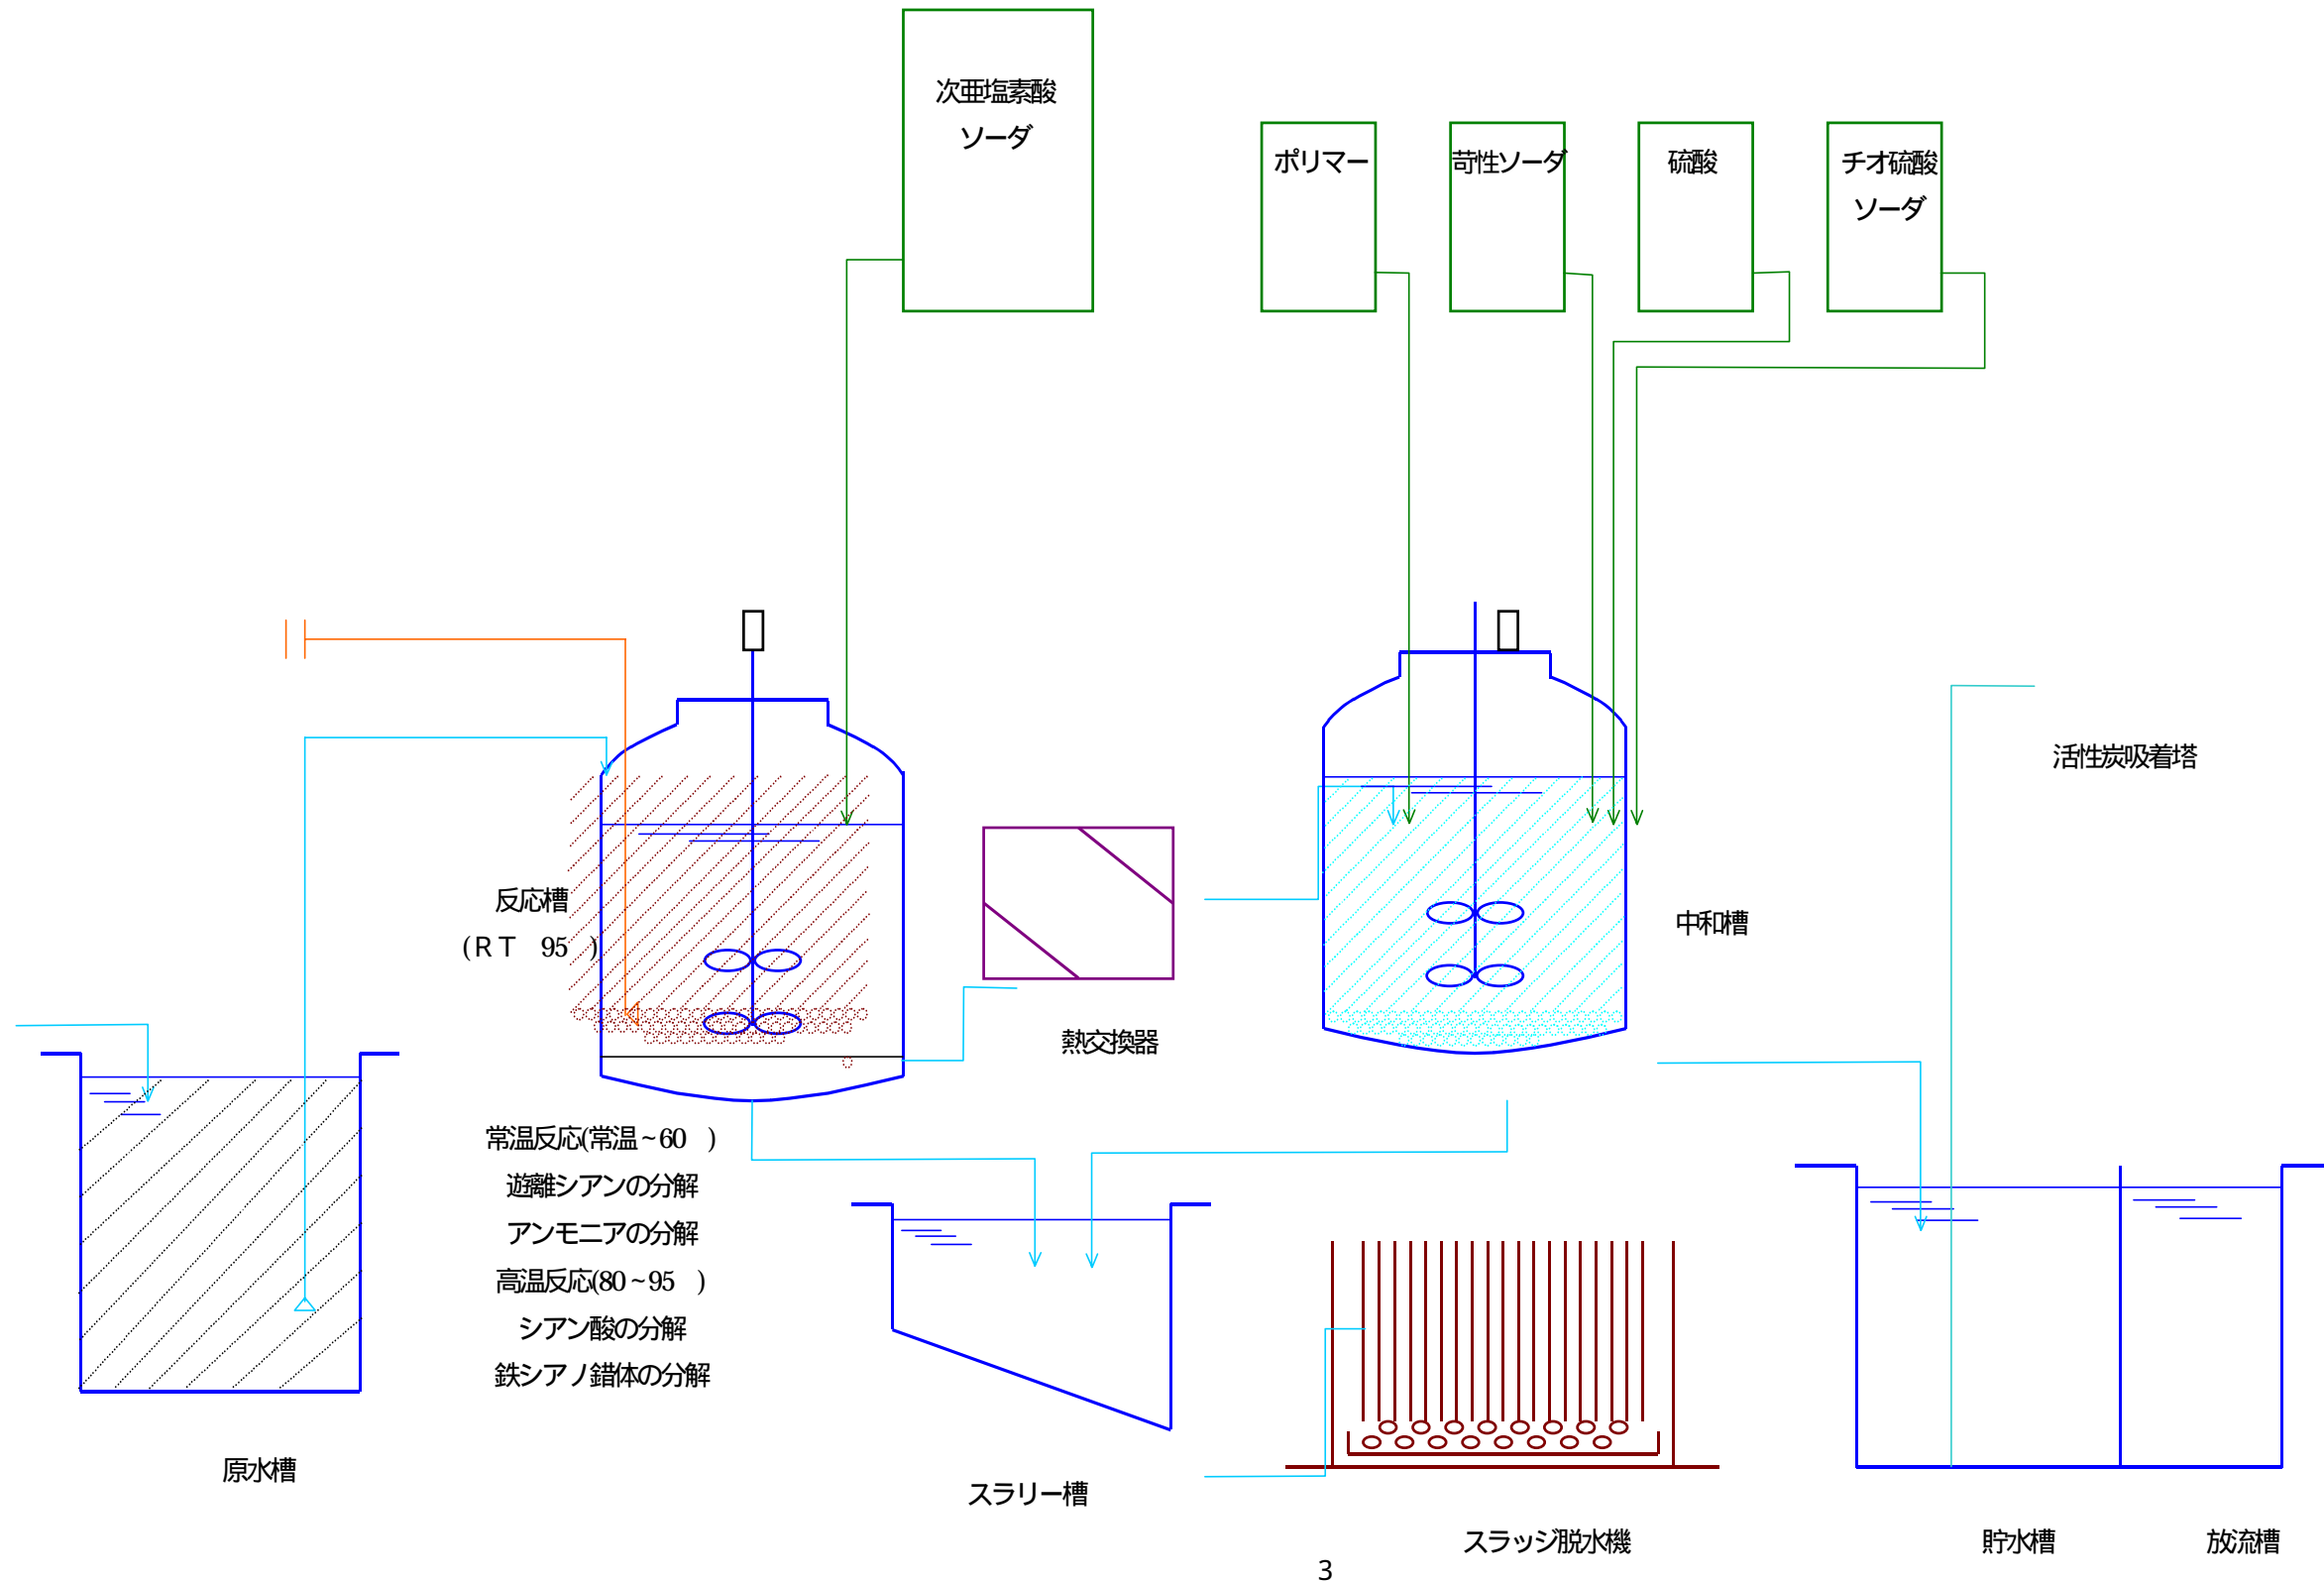 次亜塩素酸
ソーダ
ポリマー
苛性ソーダ
硫酸
チオ硫酸
ソーダ
活性炭吸着塔
反応槽
(ＲＴ 95 )
中和槽
熱交換器
常温反応(常温～60 )
遊離シアンの分解
アンモニアの分解
高温反応(80～95 )
シアン酸の分解
鉄シアノ錯体の分解
原水槽
スラリー槽
スラッジ脱水機
貯水槽
放流槽
3